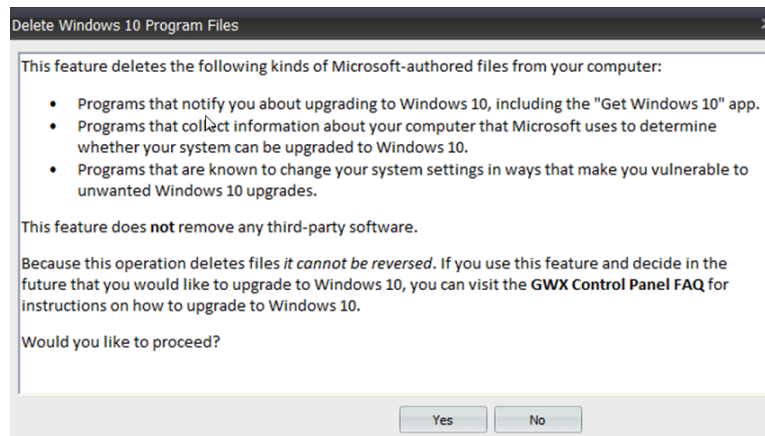 Delete Windows 10 Program Files
This feature deletes the following kinds of Microsoft-authored files from your computer:
• Programs that notify you about upgrading to Windows 10, including the "Get Windows 10" app.
• Programs that collect information about your computer that Microsoft uses to determine
whether your system can be upgraded to Windows 10.
• Programs that are known to change your system settings in ways that make you vulnerable to
unwanted Windows 10 upgrades.
This feature does not remove any third-party software.
Because this operation deletes files it cannot be reversed. If you use this feature and decide in the
future that you would like to upgrade to Windows 10, you can visit the GWX Control Panel FAQ for
instructions on how to upgrade to Windows 10.
Would you like to proceed?
Yes No